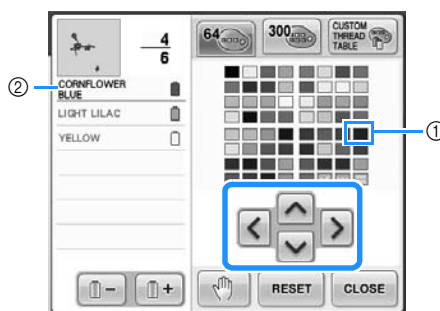 4
6
64
300
CUSTOM
THREAD
TABLE
② CORNFLOWER
BLUE
LIGHT LILAC
YELLOW
①
− +
RESET
CLOSE